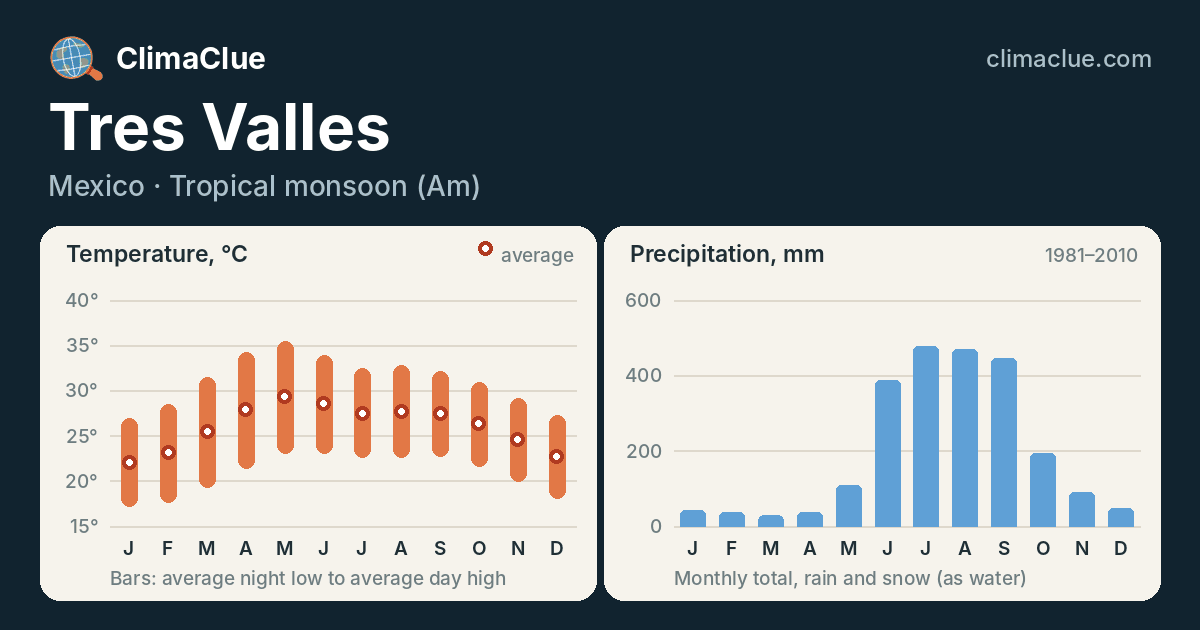 ClimaClue
climaclue.com
Tres Valles
Mexico · Tropical monsoon (Am)
Temperature, °C
average
40°
35°
30°
25°
20°
15°
J F M A M J J A S O N D
Bars: average night low to average day high
Precipitation, mm
1981–2010
600
400
200
0
J F M A M J J A S O N D
Monthly total, rain and snow (as water)